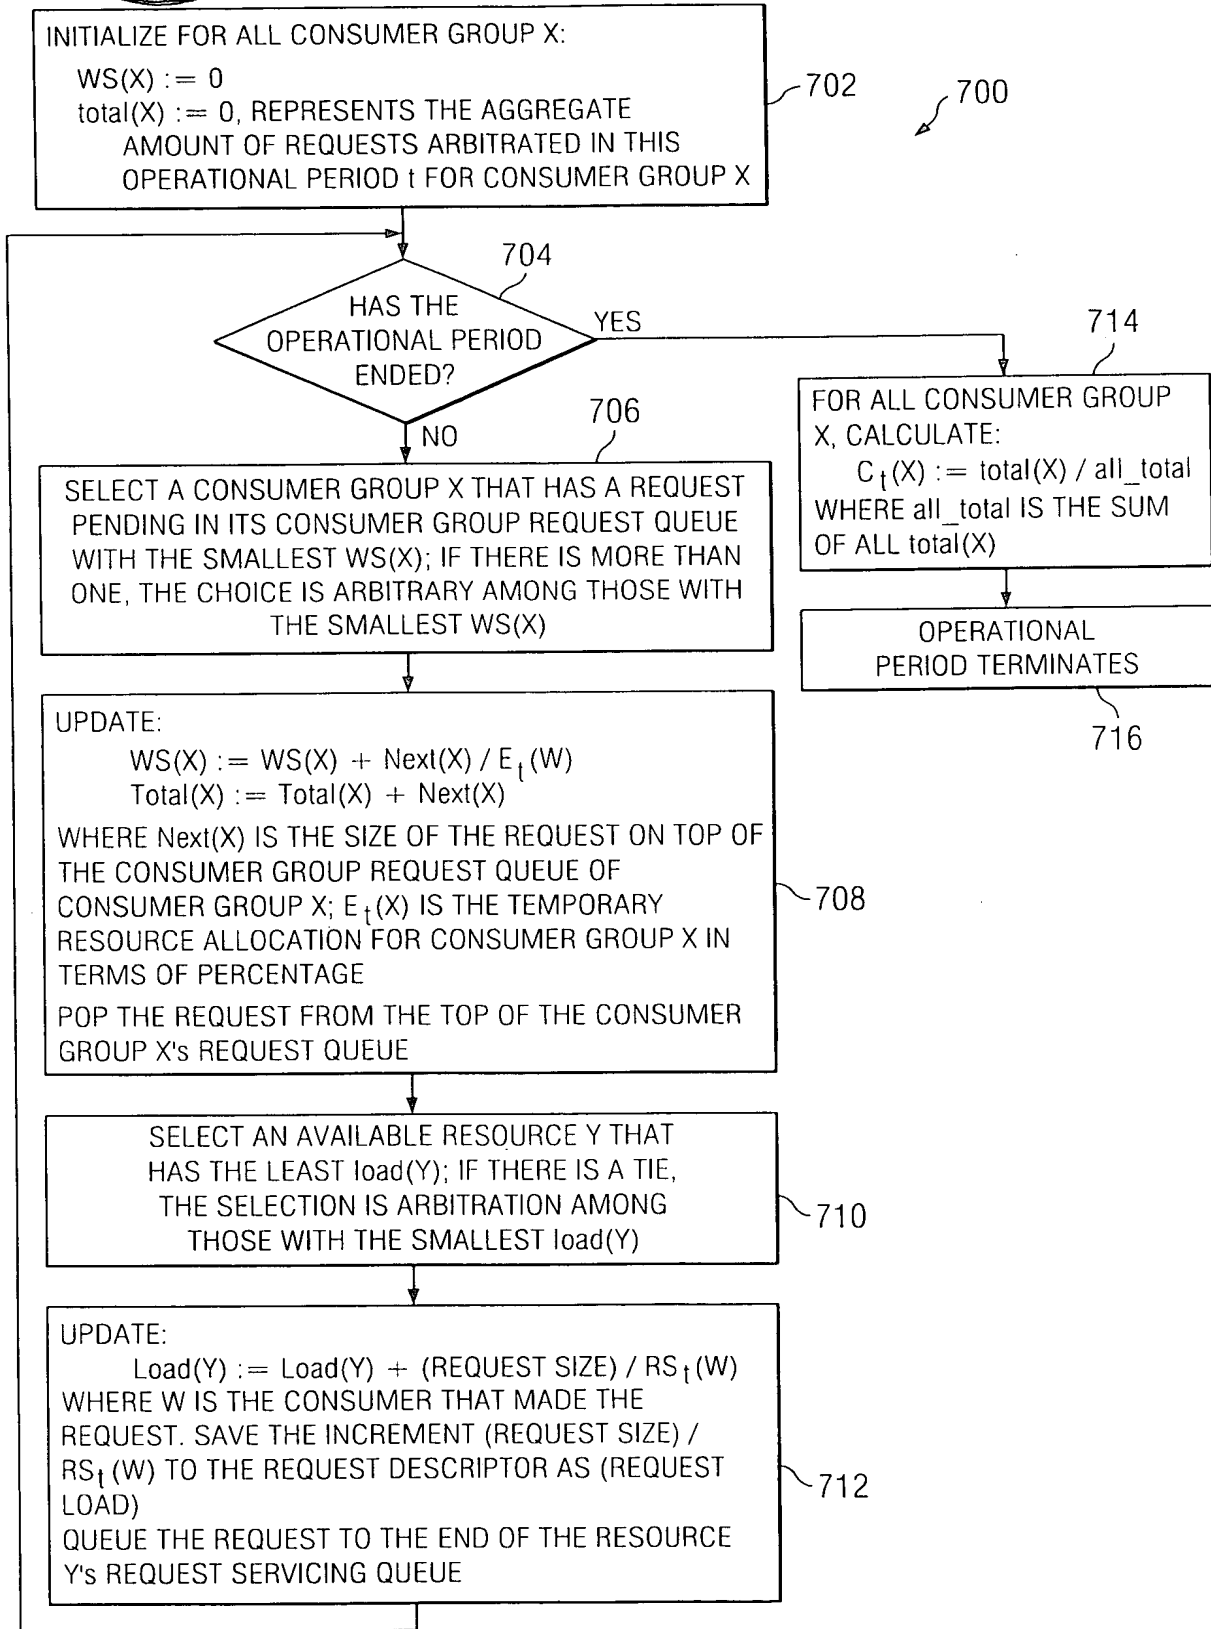 INITIALIZE FOR ALL CONSUMER GROUP X:
WS(X) := 0
total(X) := 0, REPRESENTS THE AGGREGATE
AMOUNT OF REQUESTS ARBITRATED IN THIS
OPERATIONAL PERIOD t FOR CONSUMER GROUP X
702
700
704
HAS THE
OPERATIONAL PERIOD
ENDED?
YES
NO
714
FOR ALL CONSUMER GROUP
X, CALCULATE:
Ct(X) := total(X) / all_total
WHERE all_total IS THE SUM
OF ALL total(X)
OPERATIONAL
PERIOD TERMINATES
716
706
SELECT A CONSUMER GROUP X THAT HAS A REQUEST
PENDING IN ITS CONSUMER GROUP REQUEST QUEUE
WITH THE SMALLEST WS(X); IF THERE IS MORE THAN
ONE, THE CHOICE IS ARBITRARY AMONG THOSE WITH
THE SMALLEST WS(X)
UPDATE:
WS(X) := WS(X) + Next(X) / Et(W)
Total(X) := Total(X) + Next(X)
WHERE Next(X) IS THE SIZE OF THE REQUEST ON TOP OF
THE CONSUMER GROUP REQUEST QUEUE OF
CONSUMER GROUP X; Et(X) IS THE TEMPORARY
RESOURCE ALLOCATION FOR CONSUMER GROUP X IN
TERMS OF PERCENTAGE
POP THE REQUEST FROM THE TOP OF THE CONSUMER
GROUP X's REQUEST QUEUE
708
SELECT AN AVAILABLE RESOURCE Y THAT
HAS THE LEAST load(Y); IF THERE IS A TIE,
THE SELECTION IS ARBITRATION AMONG
THOSE WITH THE SMALLEST load(Y)
710
UPDATE:
Load(Y) := Load(Y) + (REQUEST SIZE) / RSt(W)
WHERE W IS THE CONSUMER THAT MADE THE
REQUEST. SAVE THE INCREMENT (REQUEST SIZE) /
RSt(W) TO THE REQUEST DESCRIPTOR AS (REQUEST
LOAD)
QUEUE THE REQUEST TO THE END OF THE RESOURCE
Y's REQUEST SERVICING QUEUE
712